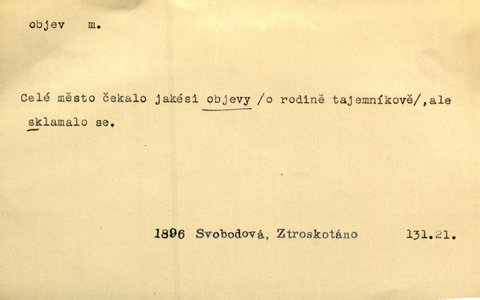 objev m.
Celé město čekalo jakési objevy /o rodině tajemníkově/,ale
sklamalo se.
1896 Svobodová, Ztroskotáno 131.21.